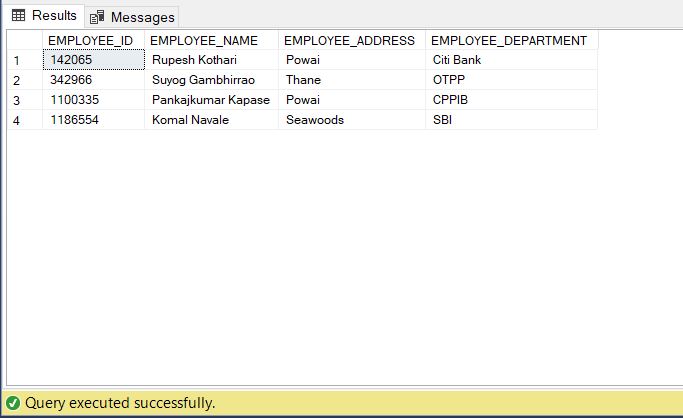 Results Messages
EMPLOYEE_ID EMPLOYEE_NAME EMPLOYEE_ADDRESS EMPLOYEE_DEPARTMENT
1 142065 Rupesh Kothari Powai Citi Bank
2 342966 Suyog Gambhirrao Thane OTPP
3 1100335 Pankajkumar Kapase Powai CPPIB
4 1186554 Komal Navale Seawoods SBI
Query executed successfully.